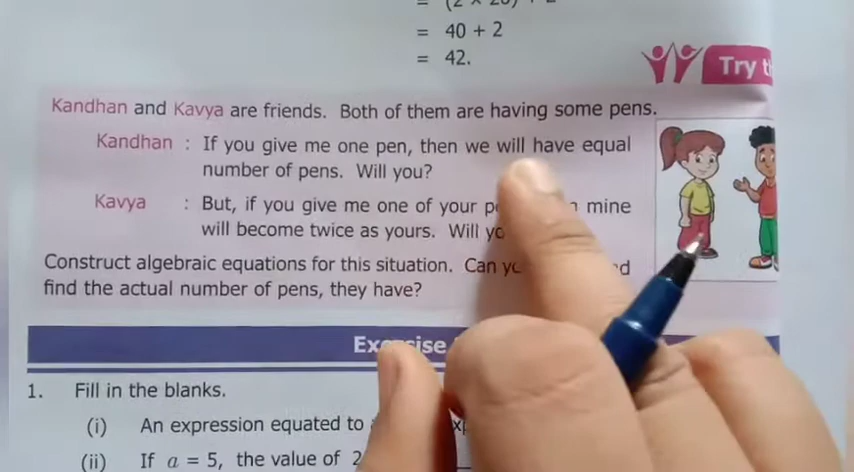 = 40 + 2
= 42.
Try
Kandhan and Kavya are friends. Both of them are having some pens.
Kandhan : If you give me one pen, then we will have equal
number of pens. Will you?
Kavya : But, if you give me one of your mine
will become twice as yours. Will
Construct algebraic equations for this situation. Can
find the actual number of pens, they have?
1. Fill in the blanks.
(i) An expression equated to
(ii) If a = 5, the value of 2